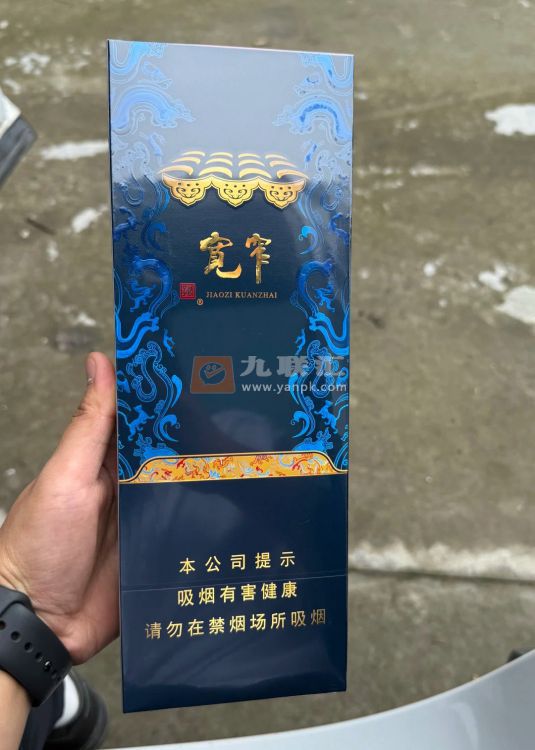 宽窄
JIAOZI KUANZHAI
®
九联汇
www.yanpk.com
本公司提示
吸烟有害健康
请勿在禁烟场所吸烟